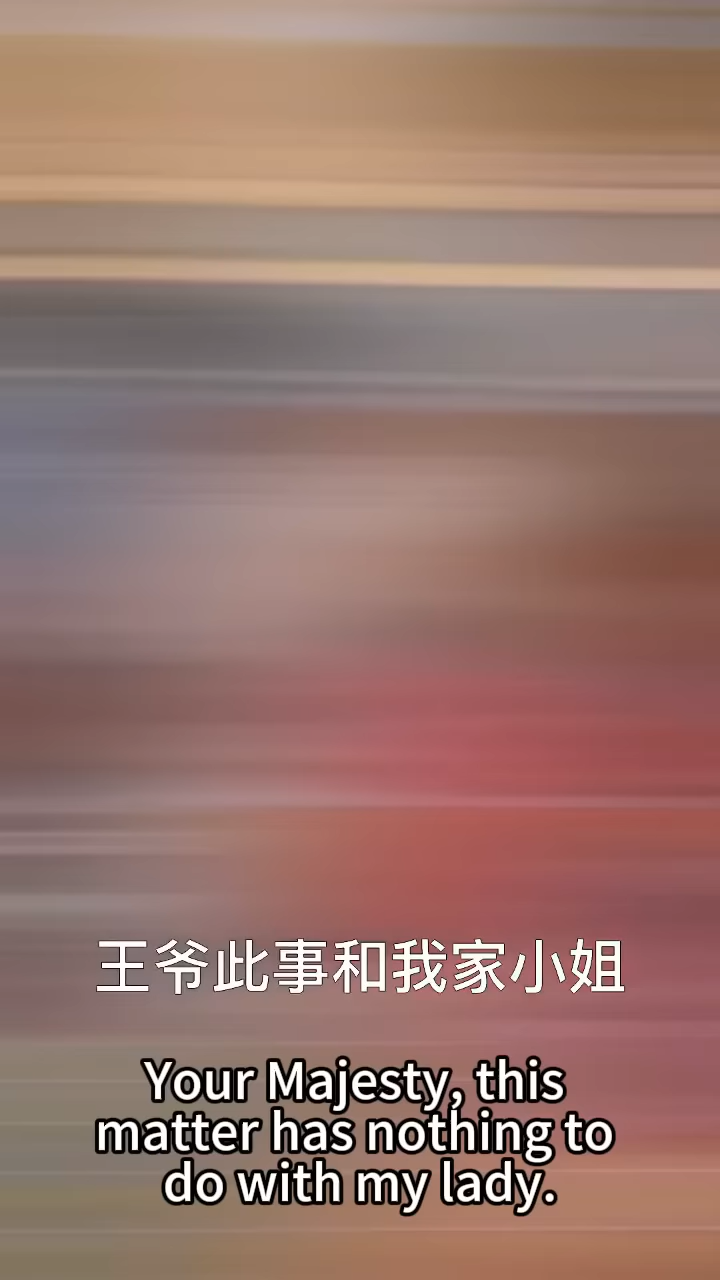 王爷此事和我家小姐
Your Majesty, this
matter has nothing to
do with my lady.